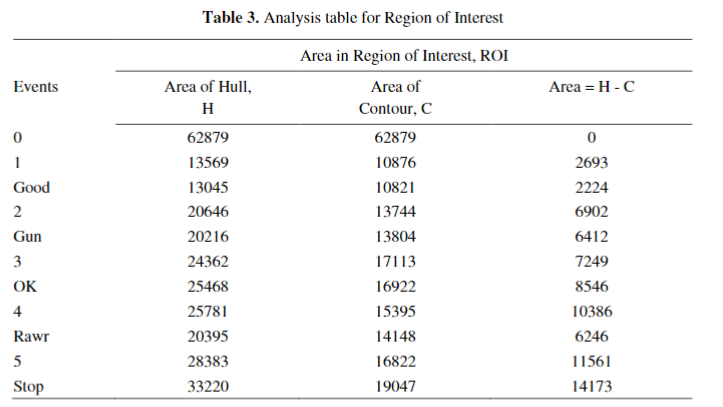 Table 3. Analysis table for Region of Interest
Area in Region of Interest, ROI
Events Area of Hull, H Area of Contour, C Area = H - C
0 62879 62879 0
1 13569 10876 2693
Good 13045 10821 2224
2 20646 13744 6902
Gun 20216 13804 6412
3 24362 17113 7249
OK 25468 16922 8546
4 25781 15395 10386
Rawr 20395 14148 6246
5 28383 16822 11561
Stop 33220 19047 14173